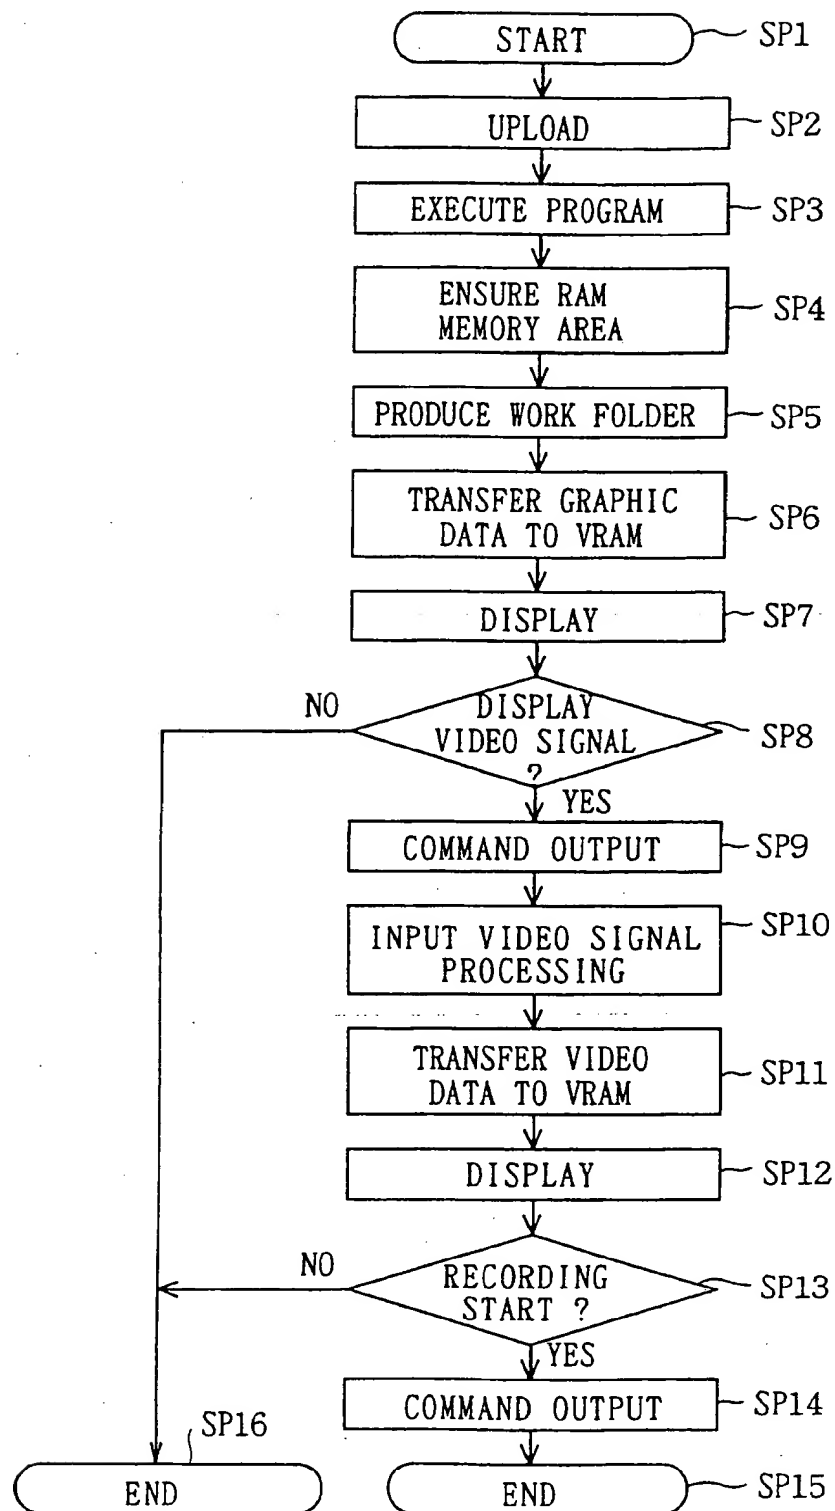 START
SP1
UPLOAD
SP2
EXECUTE PROGRAM
SP3
ENSURE RAM
MEMORY AREA
SP4
PRODUCE WORK FOLDER
SP5
TRANSFER GRAPHIC
DATA TO VRAM
SP6
DISPLAY
SP7
NO
DISPLAY
VIDEO SIGNAL
?
SP8
YES
COMMAND OUTPUT
SP9
INPUT VIDEO SIGNAL
PROCESSING
SP10
TRANSFER VIDEO
DATA TO VRAM
SP11
DISPLAY
SP12
NO
RECORDING
START ?
SP13
YES
COMMAND OUTPUT
SP14
SP16
END
END
SP15